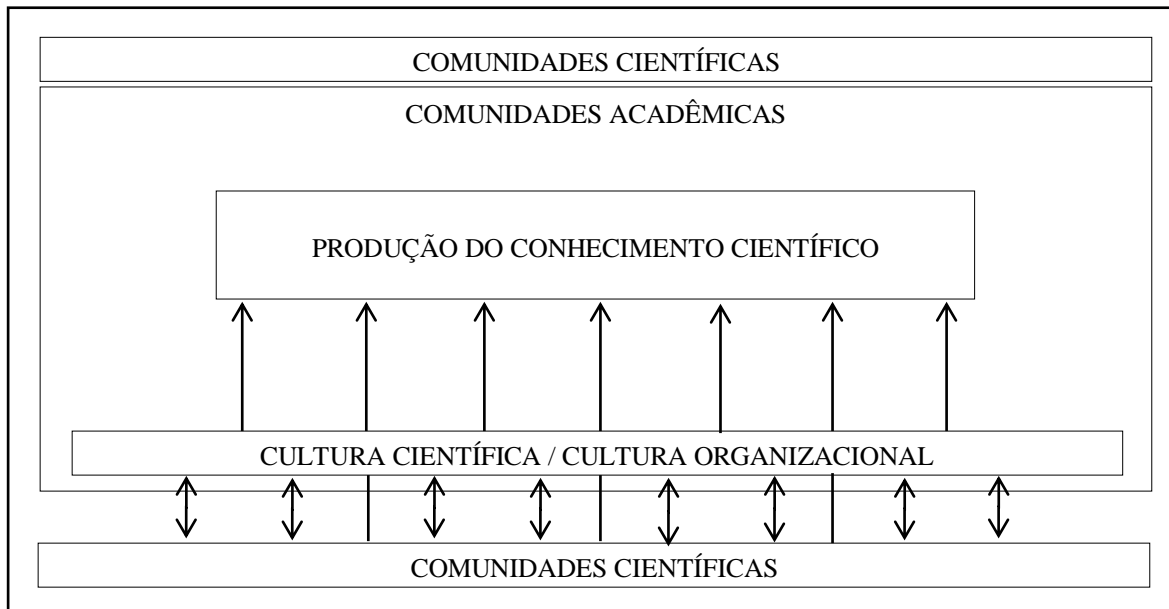 COMUNIDADES CIENTÍFICAS
COMUNIDADES ACADÊMICAS
PRODUÇÃO DO CONHECIMENTO CIENTÍFICO
CULTURA CIENTÍFICA / CULTURA ORGANIZACIONAL
COMUNIDADES CIENTÍFICAS